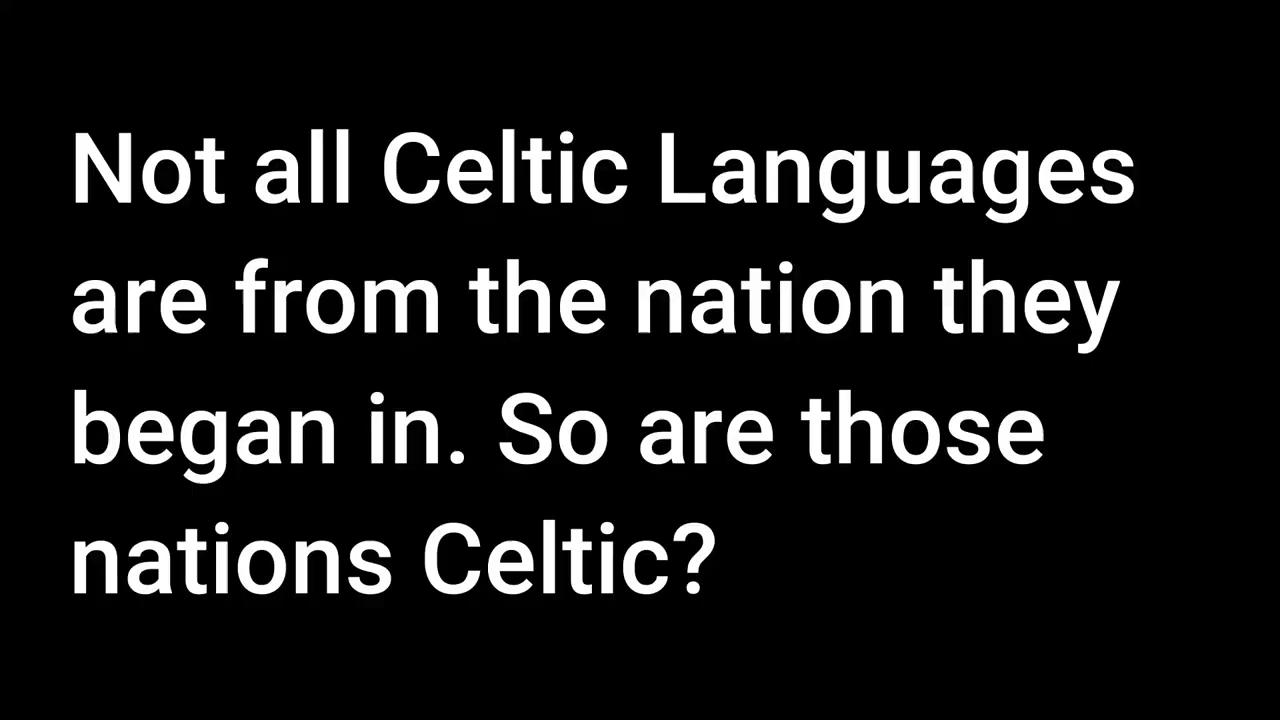 Not all Celtic Languages
are from the nation they
began in. So are those
nations Celtic?